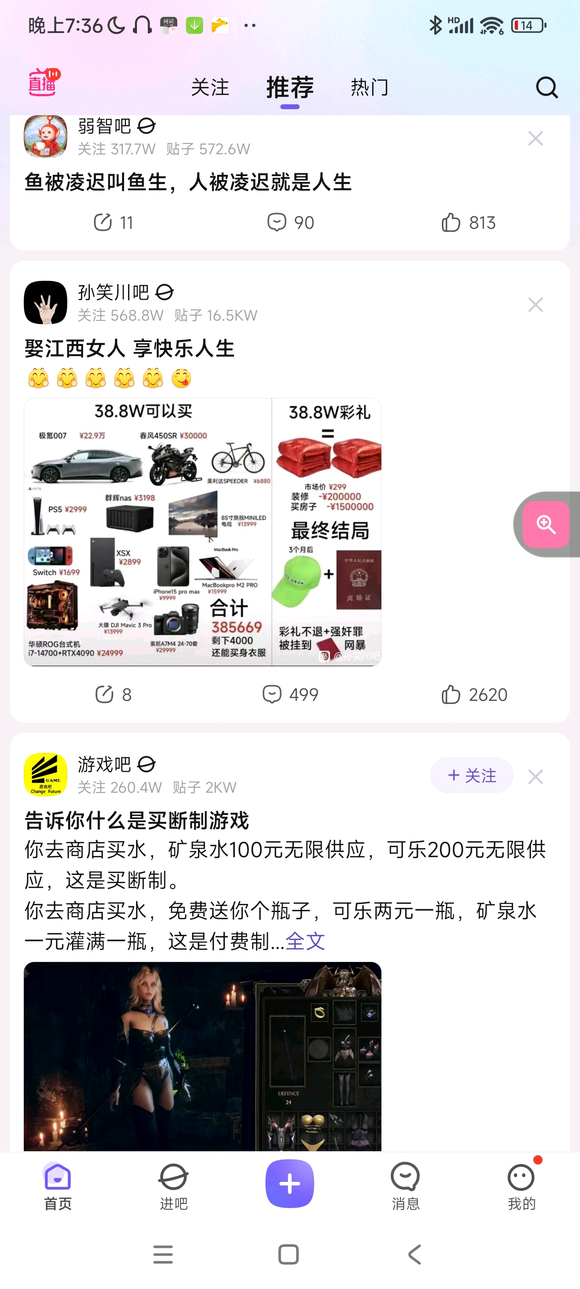 晚上7:36
HD
6
14
直播
关注
推荐
热门
弱智吧
关注 317.7W 贴子 572.6W
鱼被凌迟叫鱼生，人被凌迟就是人生
11
90
813
孙笑川吧
关注 568.8W 贴子 16.5KW
娶江西女人 享快乐人生
38.8W可以买
极氪007 ¥22.9万
春风450SR ¥30000
美利达SPEEDER ¥6880
PS5 ¥2999
群辉nas ¥3198
85寸旗舰MINILED
电视 ¥13999
Switch ¥1699
XSX
¥2899
iPhone15 pro max
¥9999
MacBook Pro
MacBookpro M2 PRO
¥15999
大疆 DJI Mavic 3 Pro
¥13999
索尼A7M4 24-70套
¥29999
华硕ROG台式机
i7-14700+RTX4090 ¥24999
合计
385669
剩下4000
还能买身衣服
38.8W彩礼
=
市场价 ¥299
装修 -¥200000
买房子 -¥1500000
最终结局
3个月后
+
离婚证
彩礼不退+强奸罪
被挂到 网暴
8
499
2620
游戏吧
GAME
游戏吧
Change Future
关注 260.4W 贴子 2KW
+ 关注
告诉你什么是买断制游戏
你去商店买水，矿泉水100元无限供应，可乐200元无限供
应，这是买断制。
你去商店买水，免费送你个瓶子，可乐两元一瓶，矿泉水
一元灌满一瓶，这是付费制...全文
DEFENCE
24
首页
进吧
消息
我的